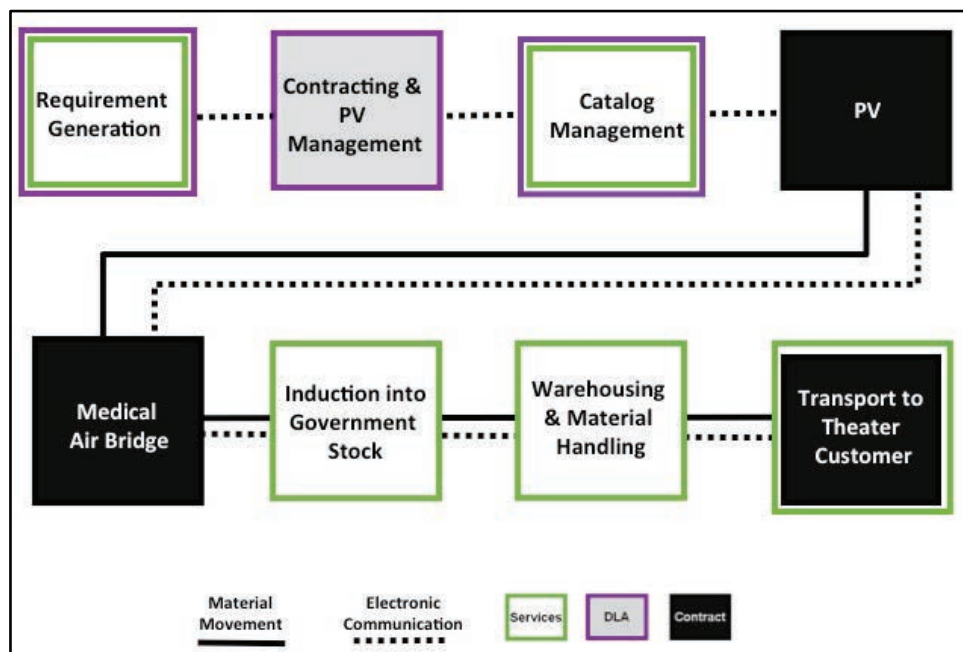 Requirement
Generation
Contracting &
PV
Management
Catalog
Management
PV
Medical
Air Bridge
Induction into
Government
Stock
Warehousing
& Material
Handling
Transport to
Theater
Customer
Material
Movement
Electronic
Communication
Services
DLA
Contract